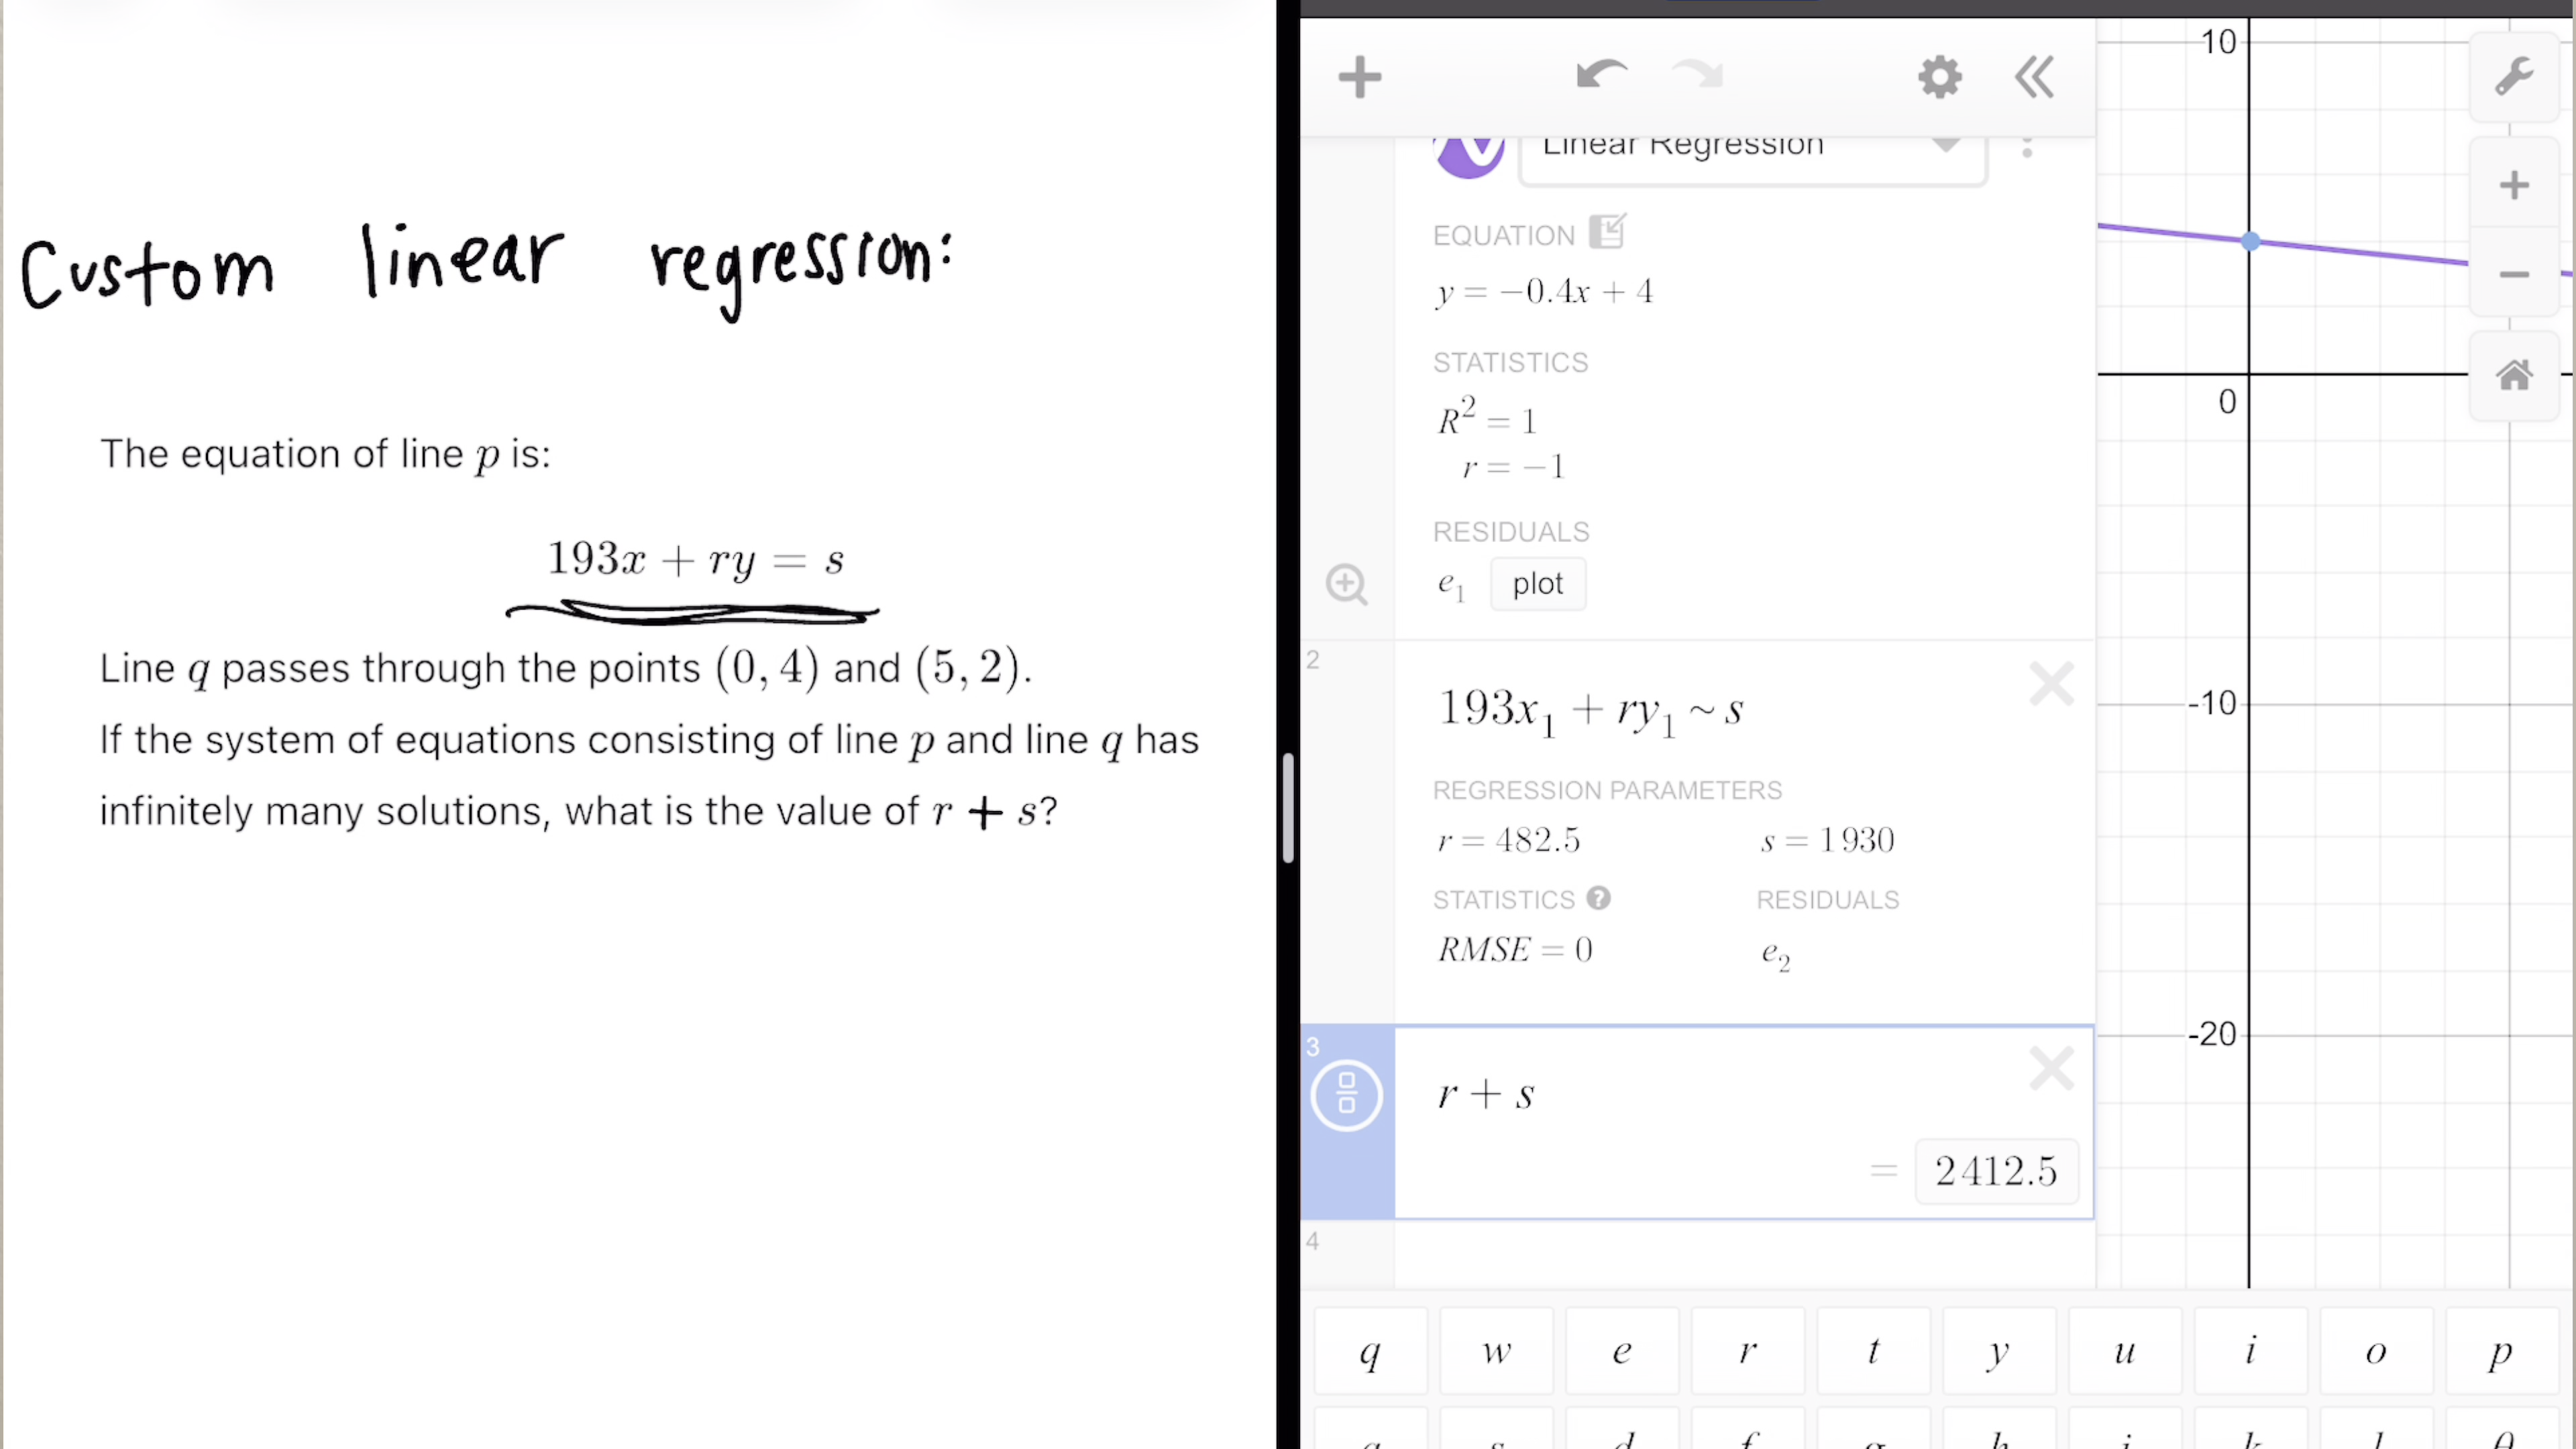 Custom linear regression:
The equation of line p is:
193x + ry = s
Line q passes through the points (0, 4) and (5, 2).
If the system of equations consisting of line p and line q has
infinitely many solutions, what is the value of r + s?
Linear Regression
EQUATION
y = −0.4x + 4
STATISTICS
R² = 1
r = −1
RESIDUALS
e₁ plot
2
193x₁ + ry₁ ~ s
REGRESSION PARAMETERS
r = 482.5 s = 1930
STATISTICS ? RESIDUALS
RMSE = 0 e₂
3
r + s
= 2412.5
4
10
0
-10
-20
q w e r t y u i o p